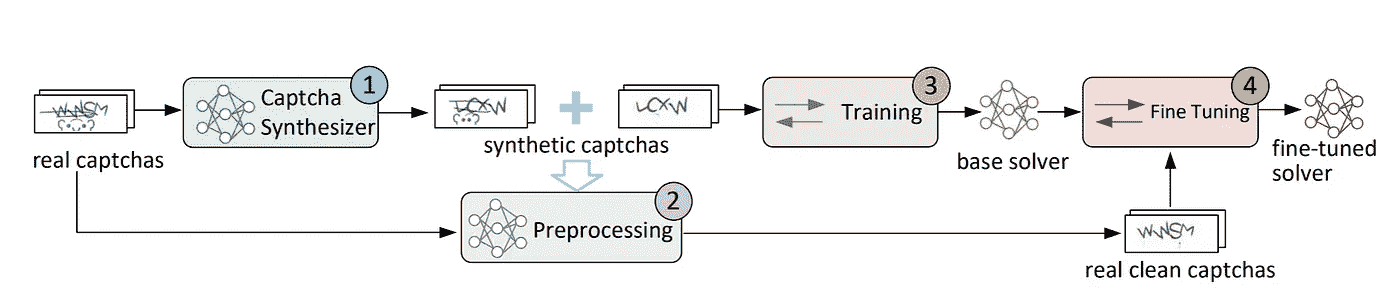 WNSM
real captchas
1
Captcha
Synthesizer
LCXW
+
LCXW
synthetic captchas
2
Preprocessing
3
Training
base solver
4
Fine Tuning
fine-tuned
solver
WNSM
real clean captchas